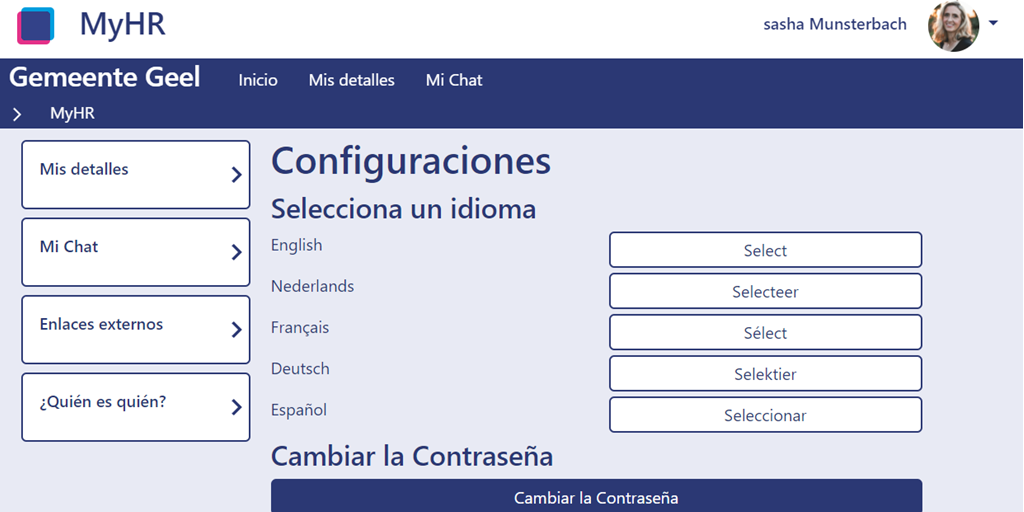 MyHR
sasha Munsterbach
Gemeente Geel
Inicio
Mis detalles
Mi Chat
MyHR
Mis detalles
Mi Chat
Enlaces externos
¿Quién es quién?
Configuraciones
Selecciona un idioma
English
Select
Nederlands
Selecteer
Français
Sélect
Deutsch
Selektier
Español
Seleccionar
Cambiar la Contraseña
Cambiar la Contraseña